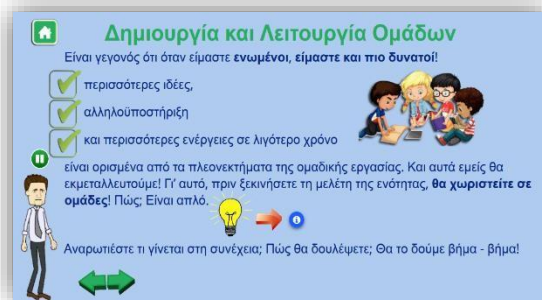 Δημιουργία και Λειτουργία Ομάδων
Είναι γεγονός ότι όταν είμαστε ενωμένοι, είμαστε και πιο δυνατοί!
περισσότερες ιδέες,
αλληλοϋποστήριξη
και περισσότερες ενέργειες σε λιγότερο χρόνο
είναι ορισμένα από τα πλεονεκτήματα της ομαδικής εργασίας. Και αυτά εμείς θα
εκμεταλλευτούμε! Γι' αυτό, πριν ξεκινήσετε τη μελέτη της ενότητας, θα χωριστείτε σε
ομάδες! Πώς; Είναι απλό.
Αναρωτιέστε τι γίνεται στη συνέχεια; Πώς θα δουλέψετε; Θα το δούμε βήμα - βήμα!